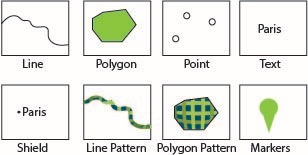 Paris
Line Polygon Point Text
•Paris
Shield Line Pattern Polygon Pattern Markers